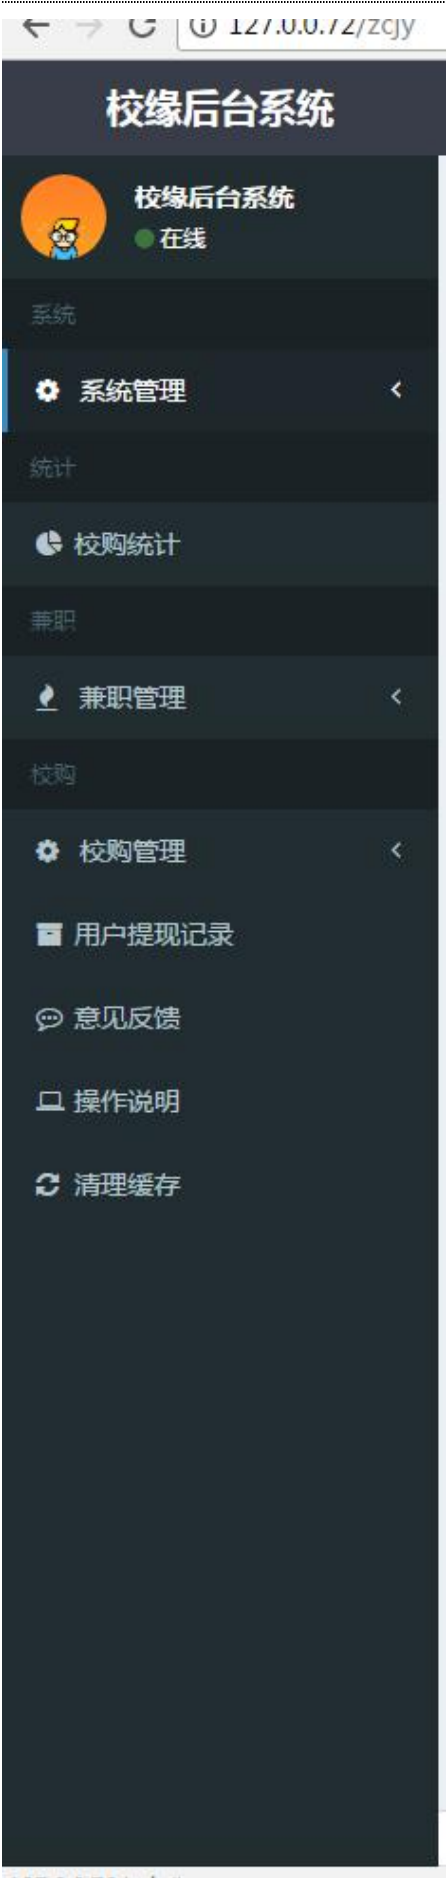 127.0.0.72/zcjy
校缘后台系统
校缘后台系统
在线
系统
系统管理
统计
校购统计
兼职
兼职管理
校购
校购管理
用户提现记录
意见反馈
操作说明
清理缓存